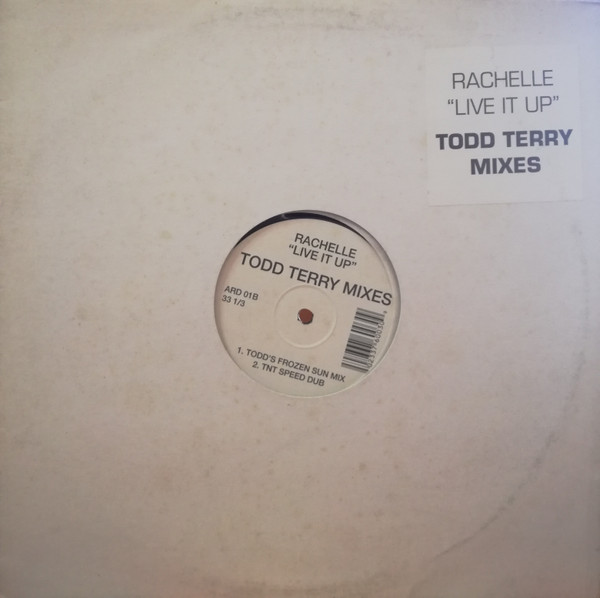 RACHELLE
"LIVE IT UP"
TODD TERRY
MIXES
RACHELLE
"LIVE IT UP"
TODD TERRY MIXES
ARD 01B
33 1/3
1. TODD'S FROZEN SUN MIX
2. TNT SPEED DUB